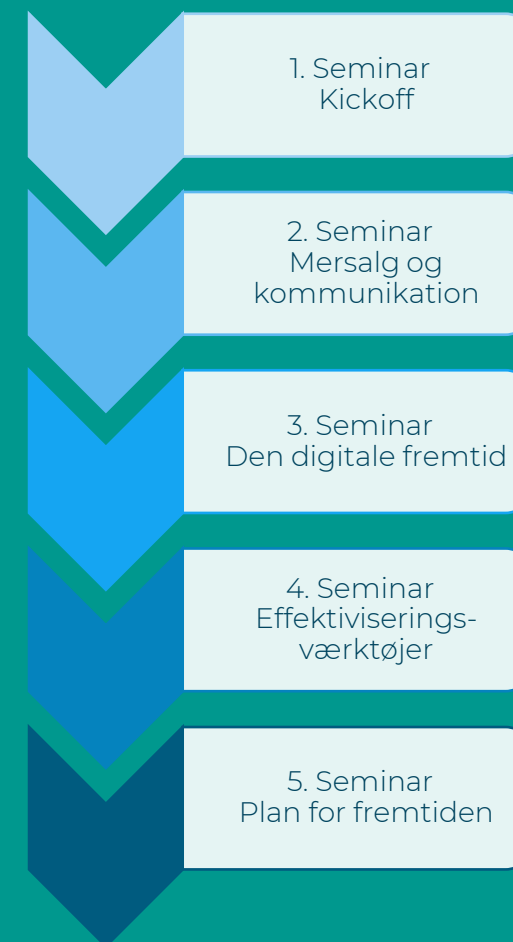 1. Seminar
Kickoff
2. Seminar
Mersalg og
kommunikation
3. Seminar
Den digitale fremtid
4. Seminar
Effektiviserings-
værktøjer
5. Seminar
Plan for fremtiden